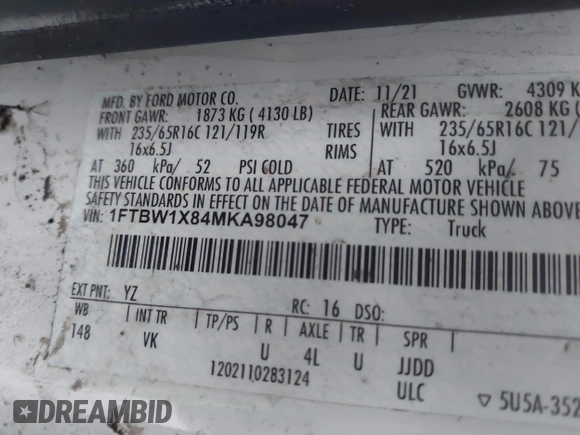 MFD. BY FORD MOTOR CO.
DATE: 11/21 GVWR: 4309 K
FRONT GAWR: 1873 KG ( 4130 LB)
REAR GAWR: 2608 KG (
WITH 235/65R16C 121/119R TIRES WITH 235/65R16C 121/
16x6.5J RIMS 16x6.5J
AT 360 kPa/ 52 PSI COLD AT 520 kPa/ 75
THIS VEHICLE CONFORMS TO ALL APPLICABLE FEDERAL MOTOR VEHICLE
SAFETY STANDARDS IN EFFECT ON THE DATE OF MANUFACTURE SHOWN ABOVE
VIN: 1FTBW1X84MKA98047 TYPE: Truck
EXT PNT: YZ RC: 16 DSO:
WB INT TR TP/PS R AXLE TR SPR
148 VK U 4L U JJDD
1202110283124 ULC
5U5A-352
AUTOHELPERBOT.COM